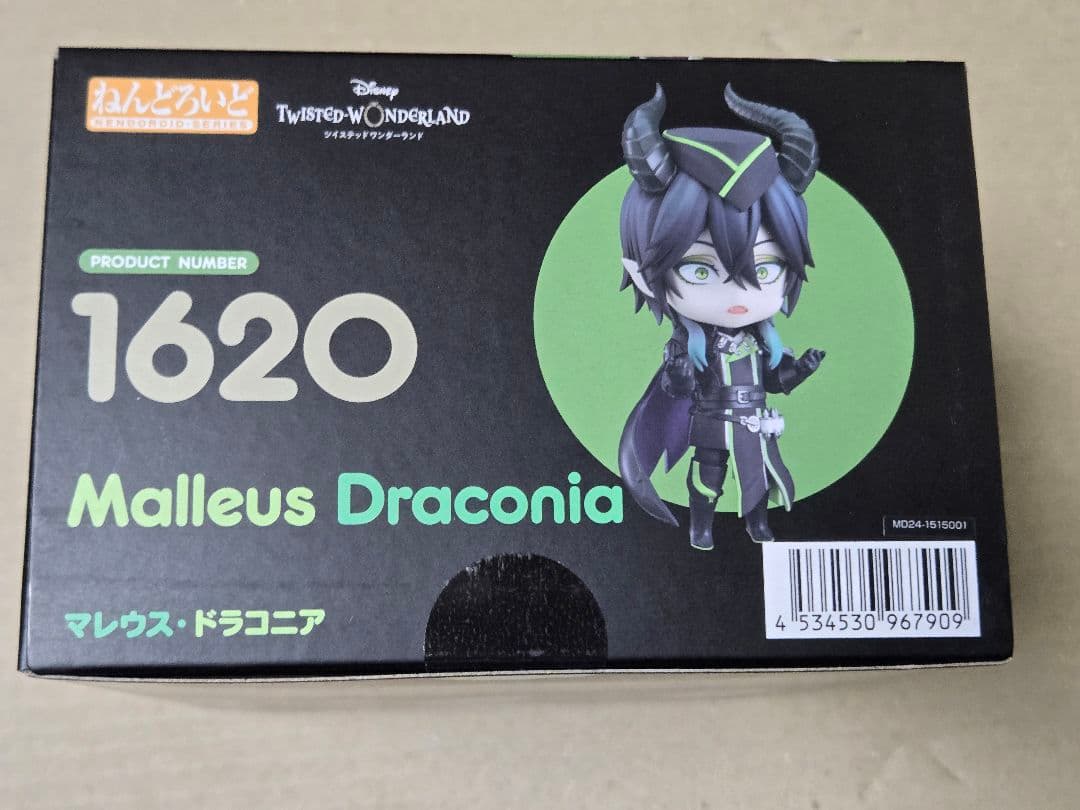 ねんどろいど
NENDOROID-SERIES
Disney
TWISTED-WONDERLAND
ツイステッドワンダーランド
PRODUCT NUMBER
1620
Malleus Draconia
マレウス・ドラコニア
MD24-1515001
4 534530 967909